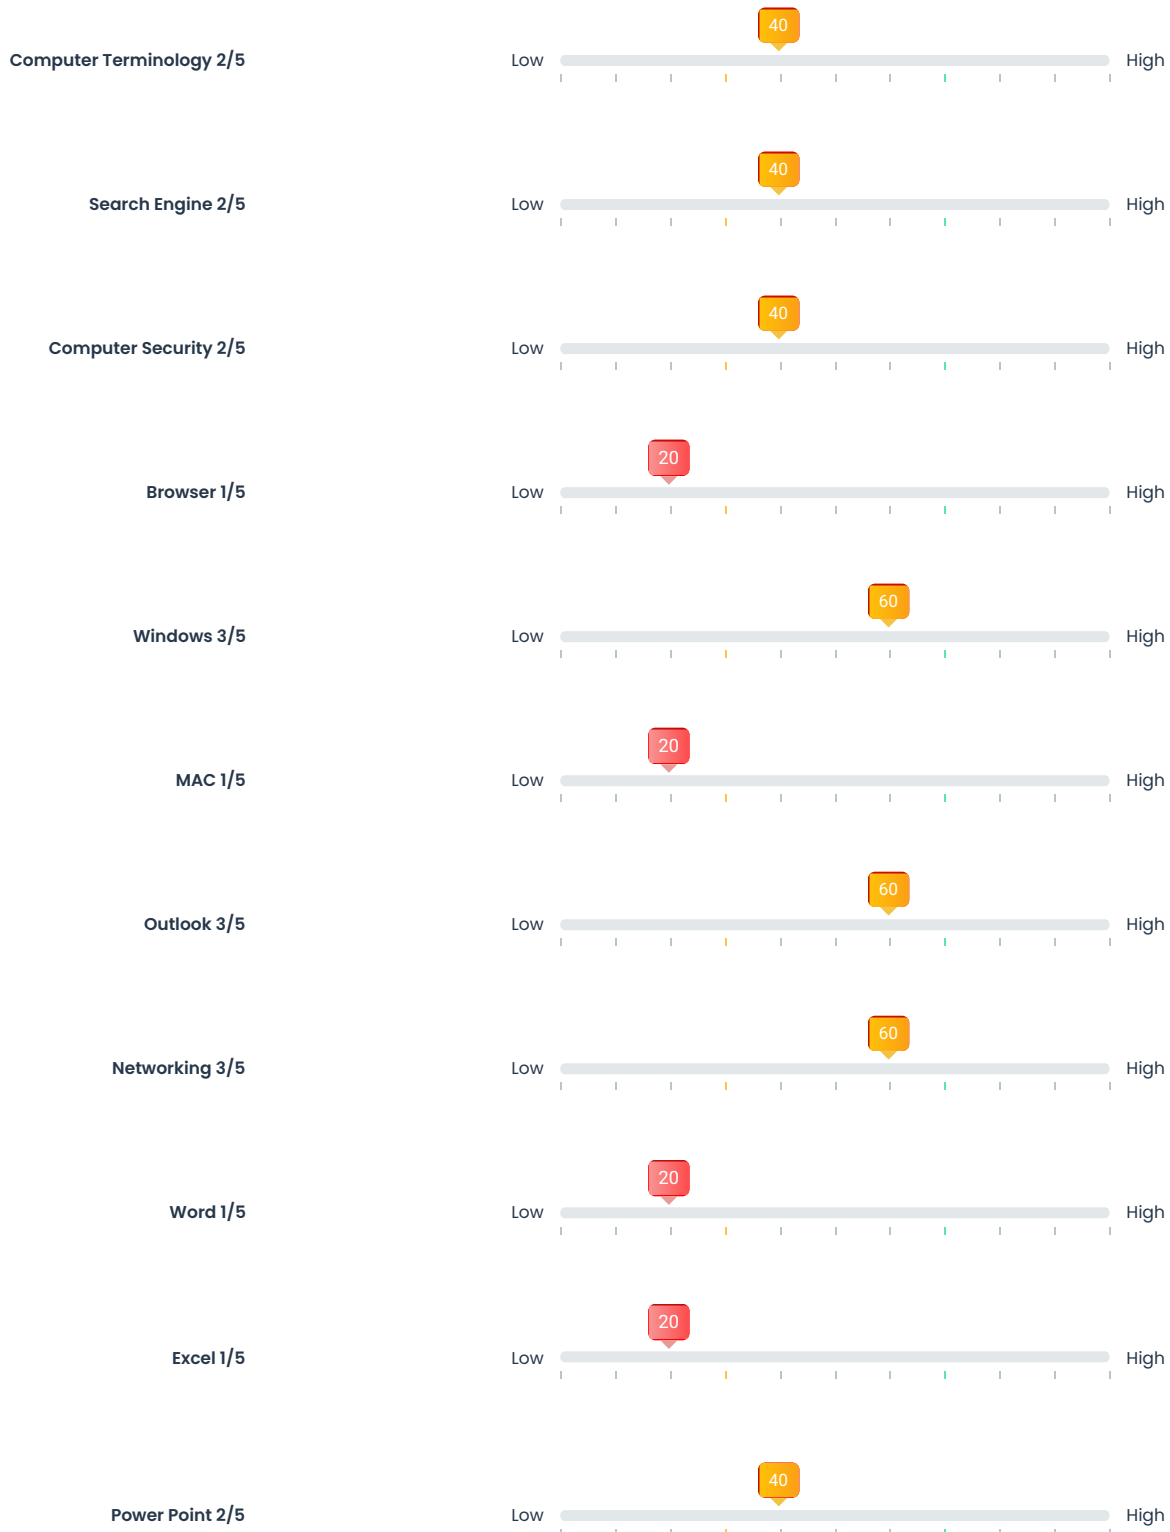 40
Computer Terminology 2/5 Low High
40
Search Engine 2/5 Low High
40
Computer Security 2/5 Low High
20
Browser 1/5 Low High
60
Windows 3/5 Low High
20
MAC 1/5 Low High
60
Outlook 3/5 Low High
60
Networking 3/5 Low High
20
Word 1/5 Low High
20
Excel 1/5 Low High
40
Power Point 2/5 Low High